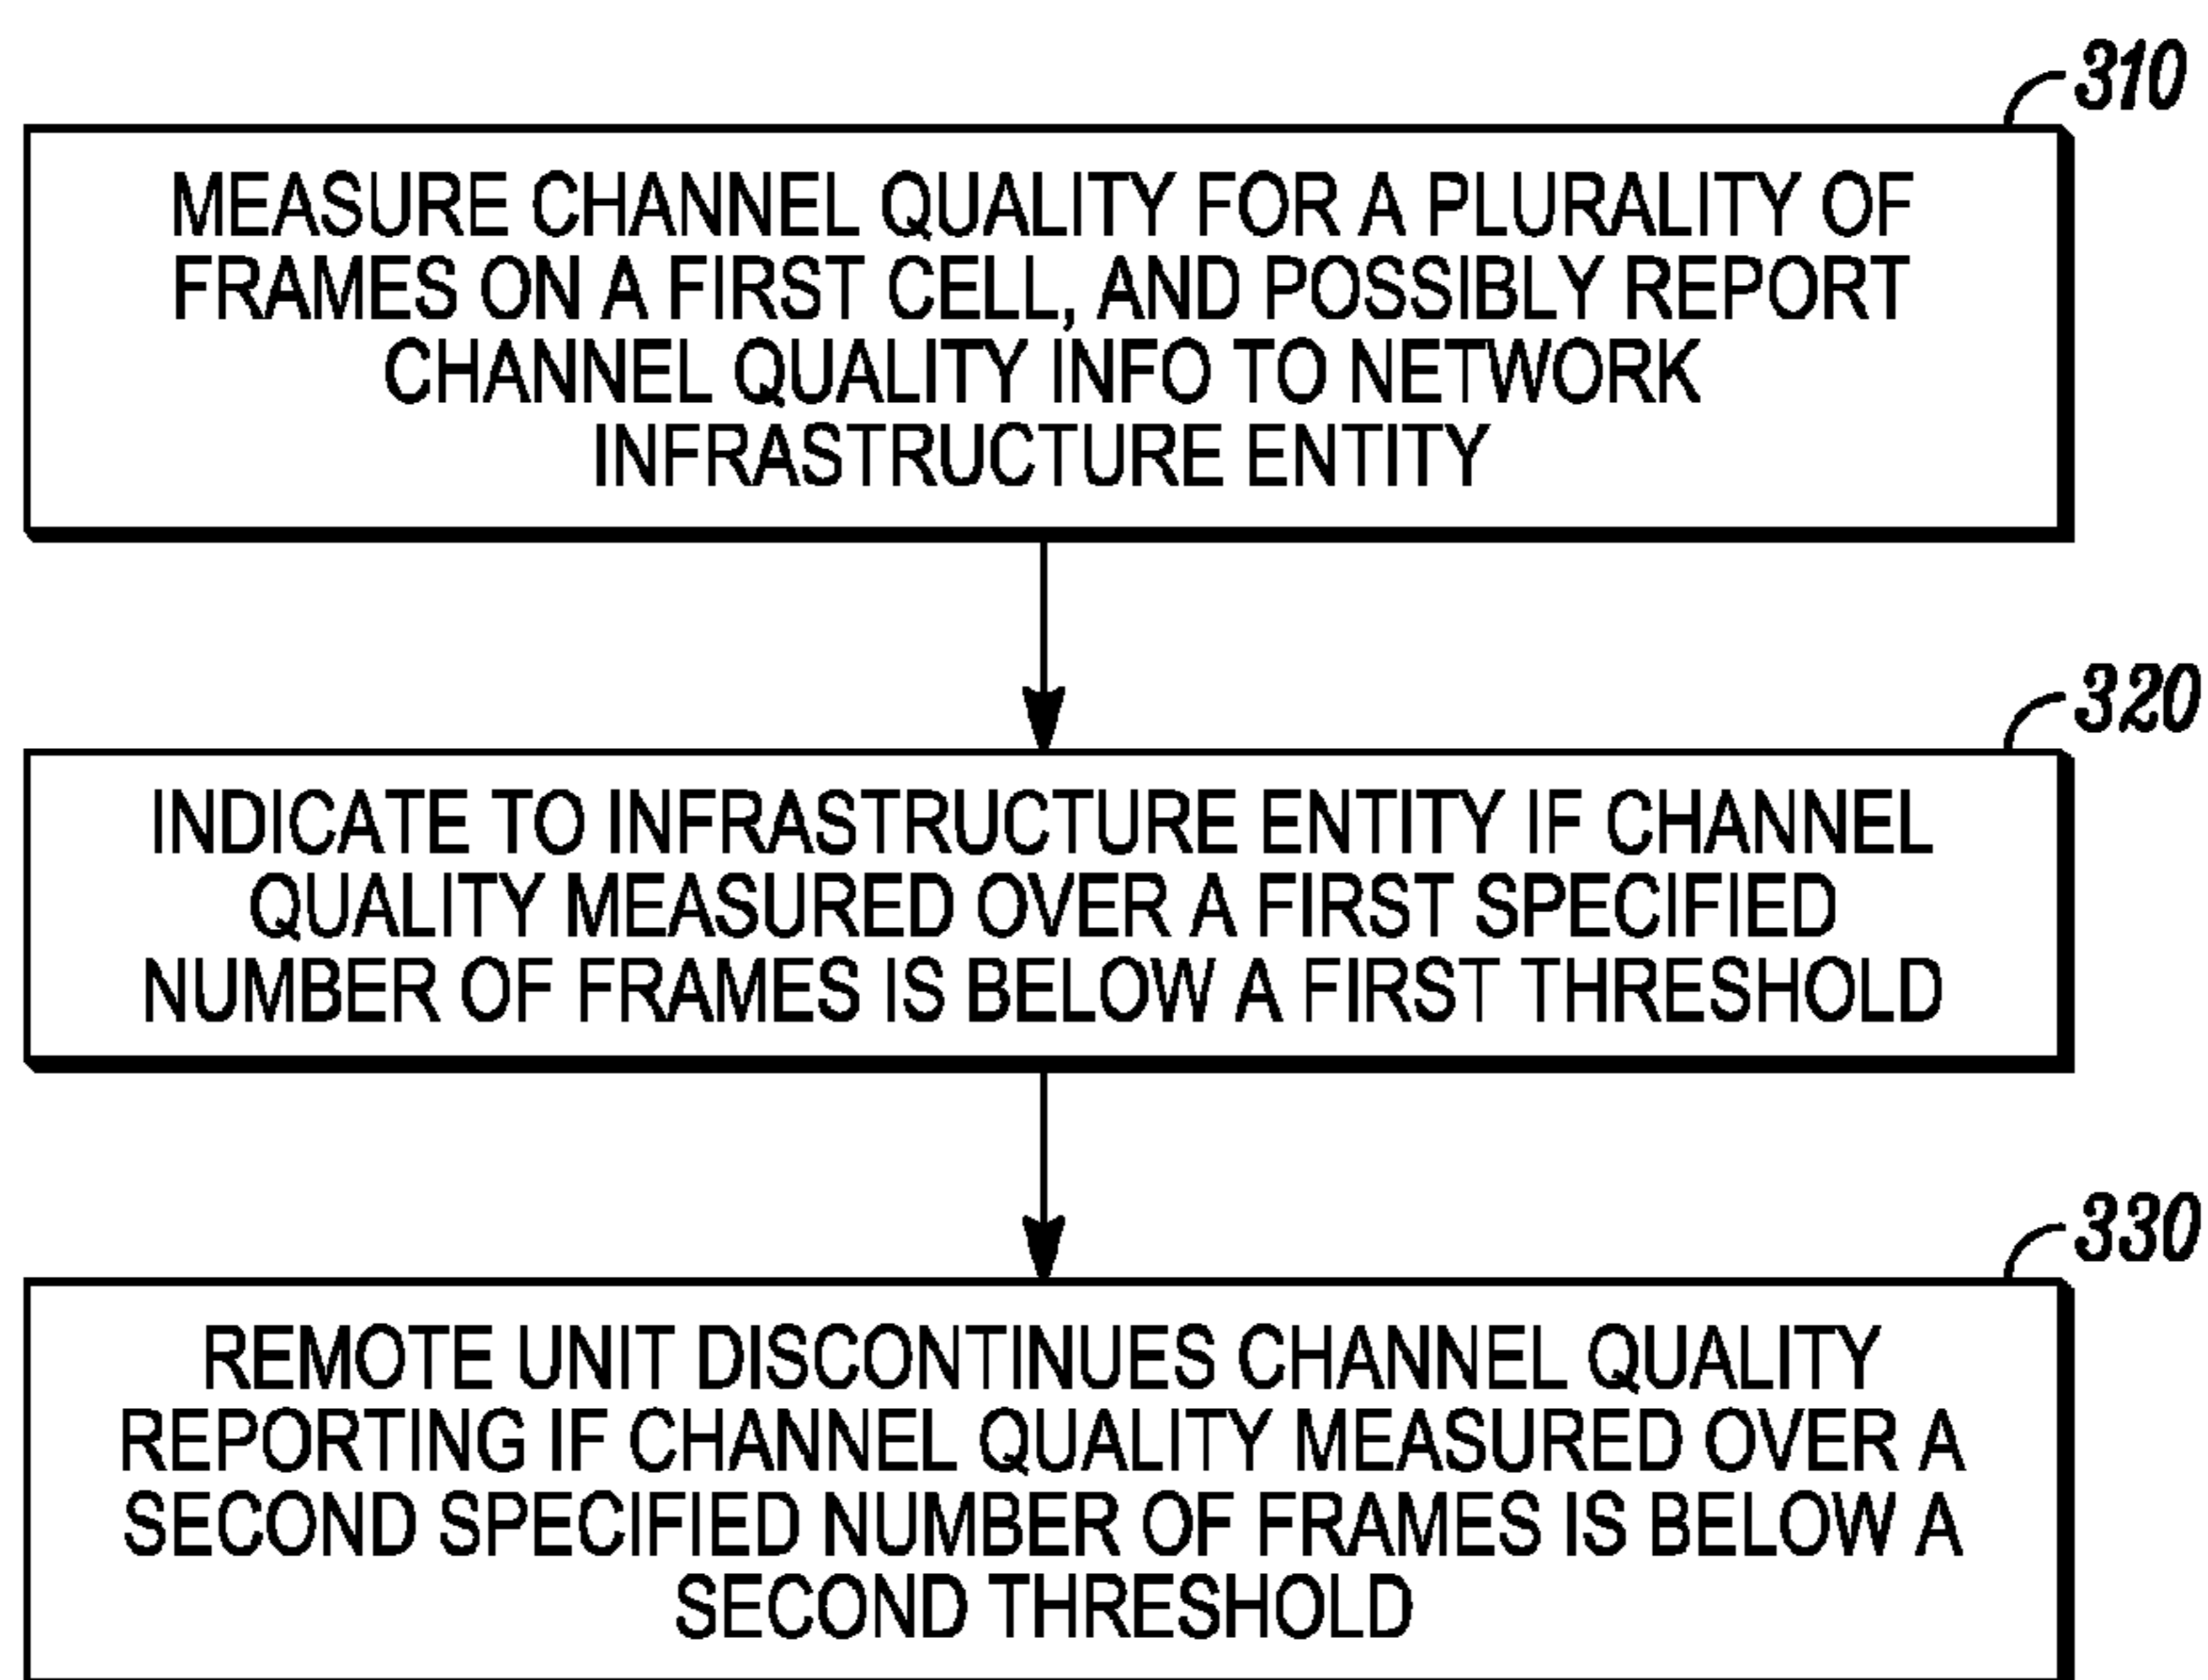 310
MEASURE CHANNEL QUALITY FOR A PLURALITY OF
FRAMES ON A FIRST CELL, AND POSSIBLY REPORT
CHANNEL QUALITY INFO TO NETWORK
INFRASTRUCTURE ENTITY
320
INDICATE TO INFRASTRUCTURE ENTITY IF CHANNEL
QUALITY MEASURED OVER A FIRST SPECIFIED
NUMBER OF FRAMES IS BELOW A FIRST THRESHOLD
330
REMOTE UNIT DISCONTINUES CHANNEL QUALITY
REPORTING IF CHANNEL QUALITY MEASURED OVER A
SECOND SPECIFIED NUMBER OF FRAMES IS BELOW A
SECOND THRESHOLD